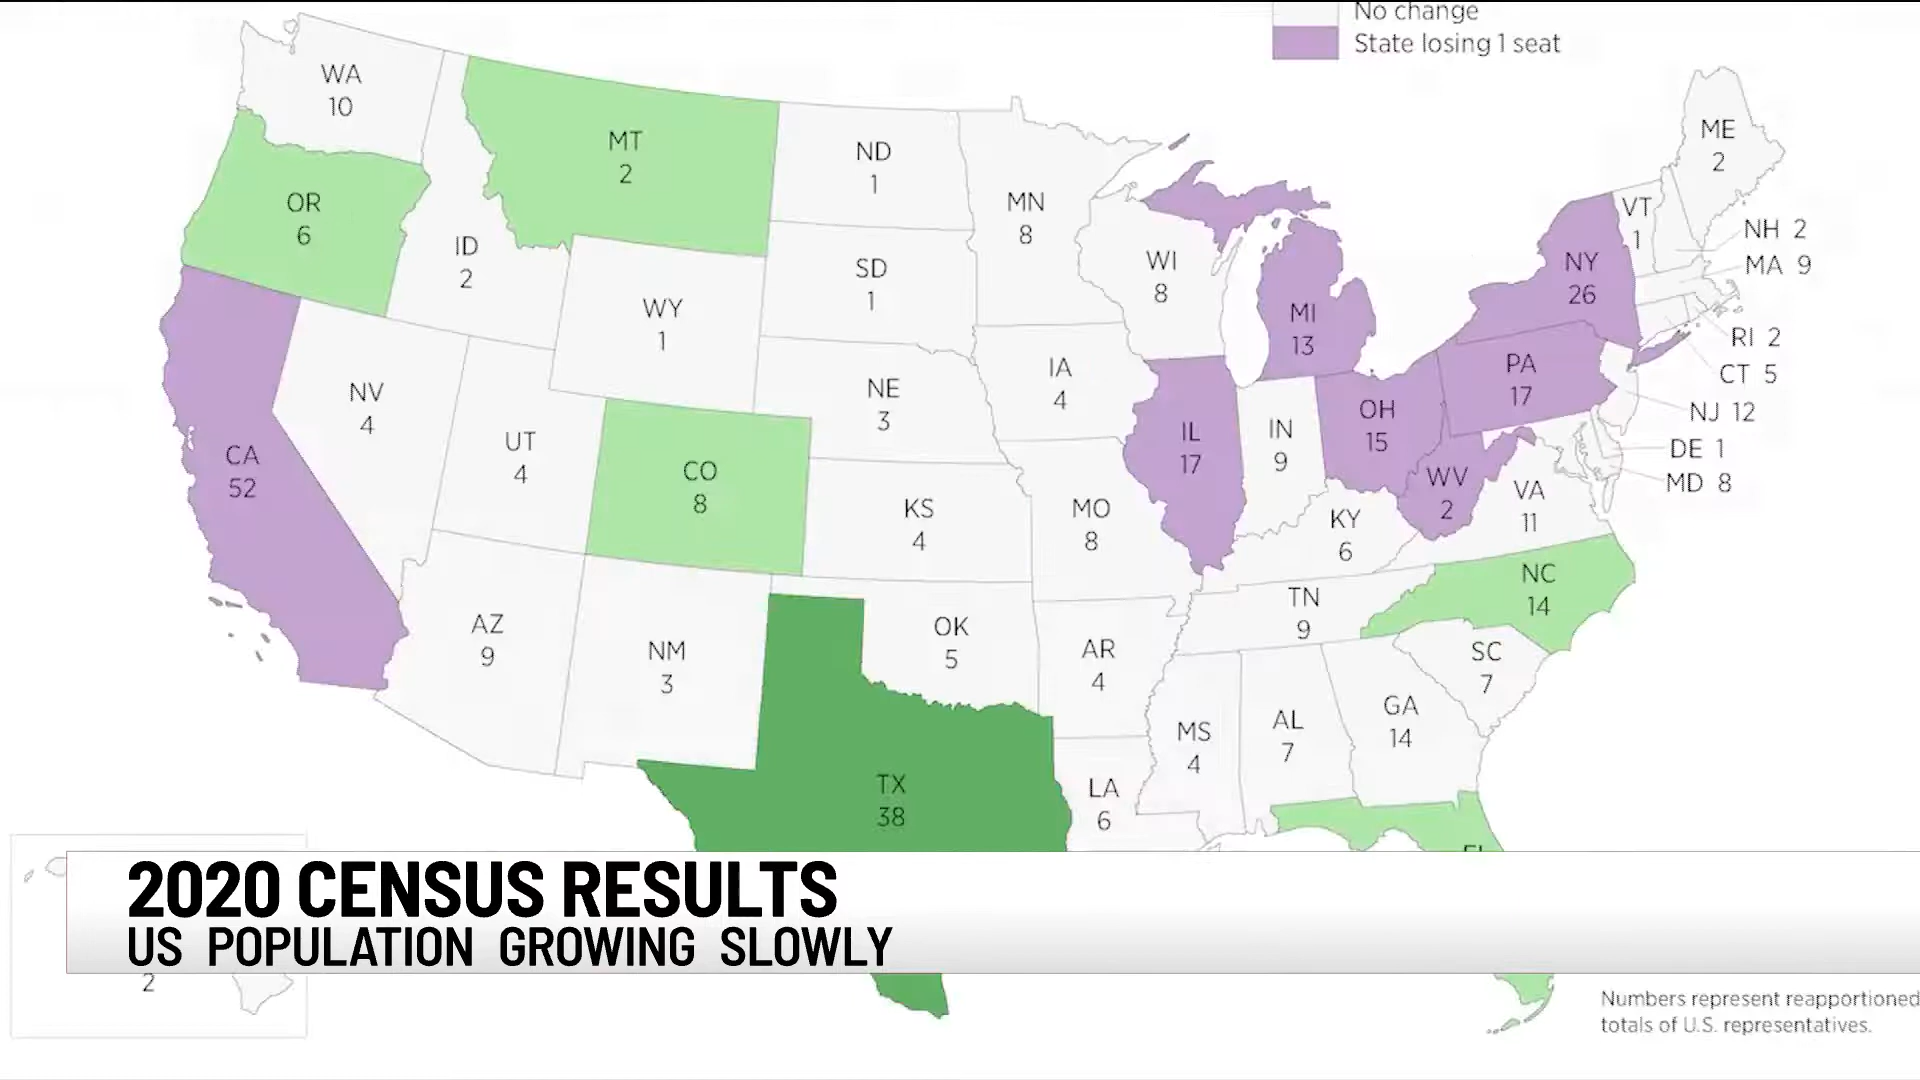 No change
State losing 1 seat
WA
10
MT
2
ND
1
MN
8
ME
2
OR
6
ID
2
SD
1
WI
8
VT
1
NH 2
MA 9
NY
26
WY
1
MI
13
RI 2
CT 5
NV
4
NE
3
IA
4
PA
17
OH
15
NJ 12
CA
52
UT
4
CO
8
IL
17
IN
9
DE 1
MD 8
WV
2
VA
11
KS
4
MO
8
KY
6
NC
14
AZ
9
NM
3
OK
5
AR
4
TN
9
SC
7
MS
4
AL
7
GA
14
TX
38
LA
6
2020 CENSUS RESULTS
US POPULATION GROWING SLOWLY
2
Numbers represent reapportioned
totals of U.S. representatives.